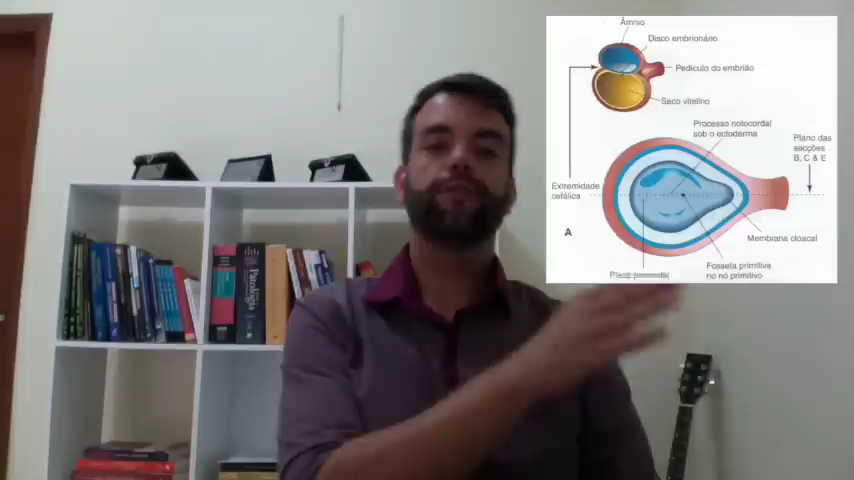 Âmnio
Disco embrionário
Pedículo do embrião
Saco vitelino
Processo notocordal
sob o ectoderma
Plano das
secções
B, C & E
Extremidade
cefálica
A
Membrana cloacal
Fosseta primitiva
no nó primitivo
Patologia